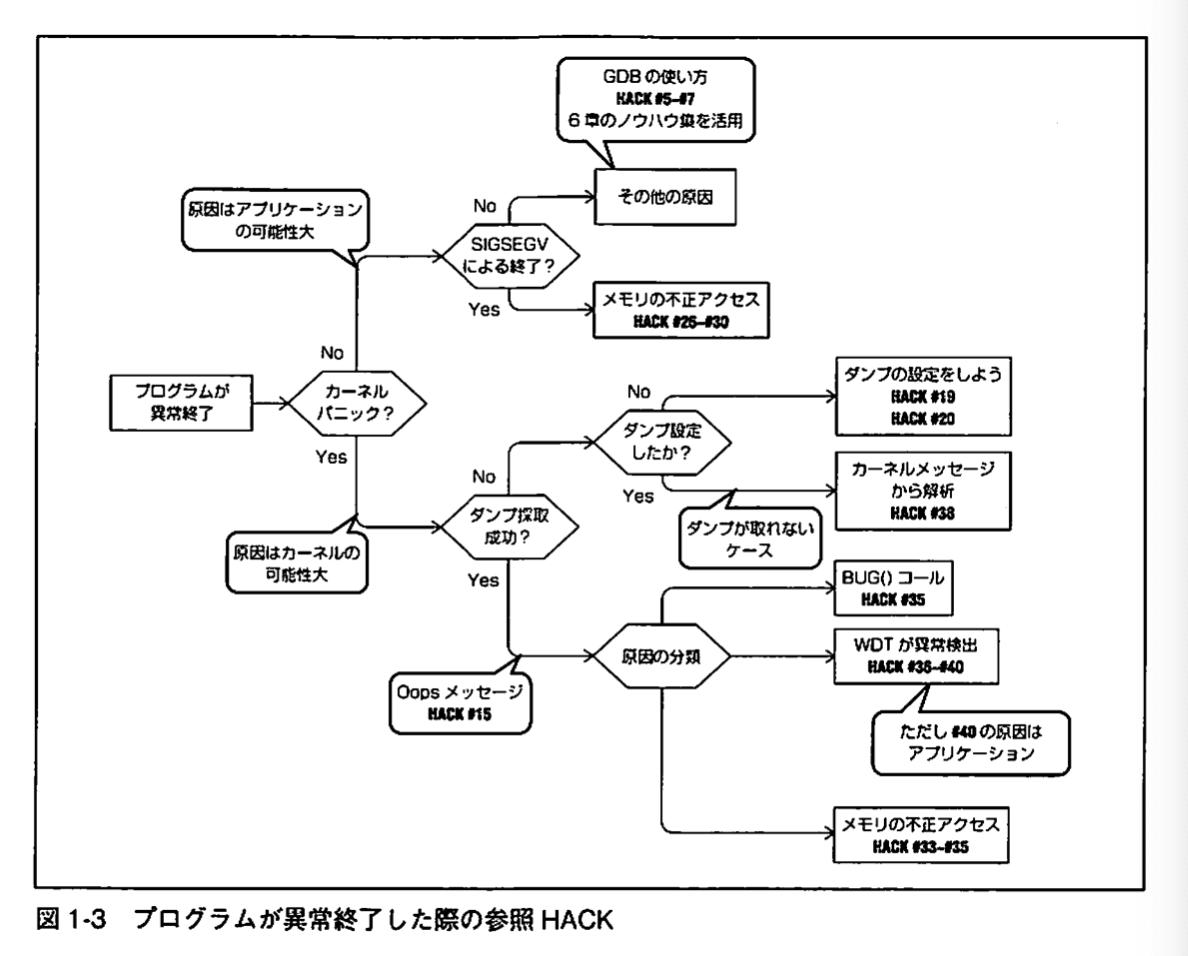 GDB の使い方
HACK #5–#7
6 章のノウハウ集を活用
原因はアプリケーション
の可能性大
No
その他の原因
SIGSEGV
による終了？
Yes
メモリの不正アクセス
HACK #26–#30
No
プログラムが
異常終了
カーネル
パニック？
Yes
原因はカーネルの
可能性大
No
ダンプの設定をしよう
HACK #19
HACK #20
ダンプ設定
したか？
Yes
カーネルメッセージ
から解析
HACK #38
ダンプが取れない
ケース
No
ダンプ採取
成功？
Yes
Oops メッセージ
HACK #15
BUG() コール
HACK #35
原因の分類
WDT が異常検出
HACK #36–#40
ただし #40 の原因は
アプリケーション
メモリの不正アクセス
HACK #33–#35
図 1-3　プログラムが異常終了した際の参照 HACK